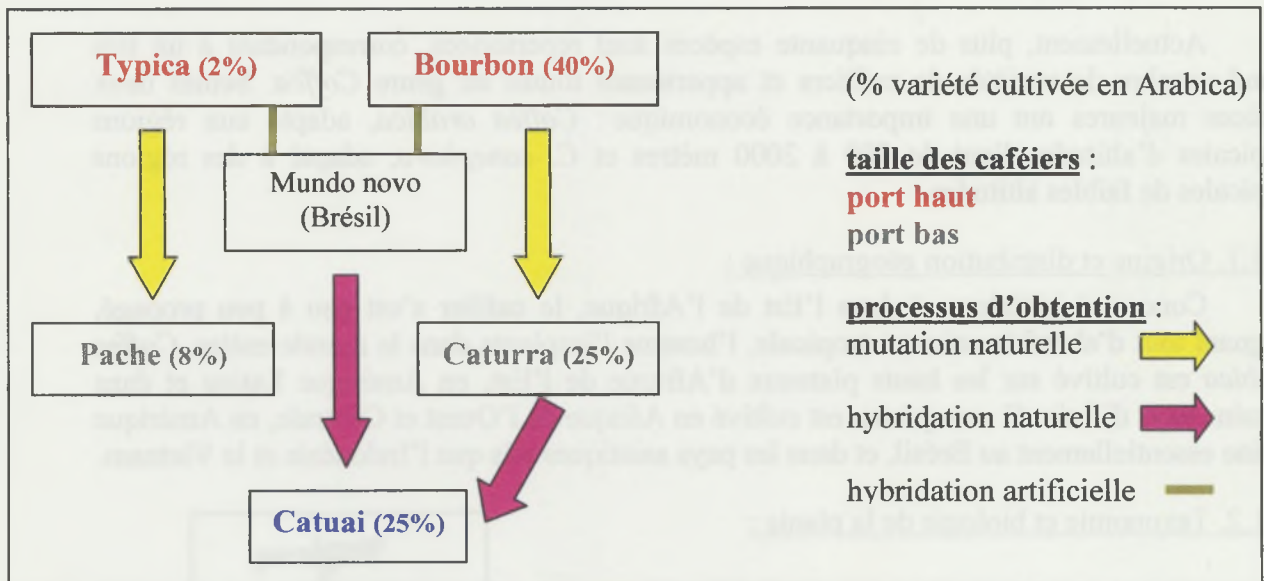 Typica (2%)
Bourbon (40%)
Mundo novo
(Brésil)
Pache (8%)
Caturra (25%)
Catuai (25%)
(% variété cultivée en Arabica)
taille des caféiers :
port haut
port bas
processus d'obtention :
mutation naturelle
hybridation naturelle
hybridation artificielle